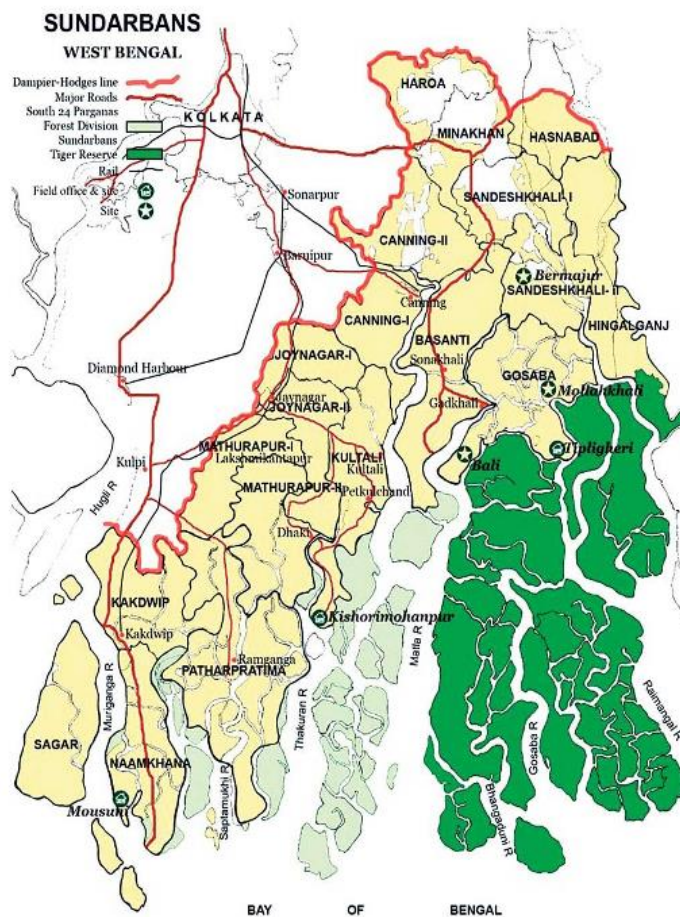 SUNDARBANS
WEST BENGAL
Dampier-Hodges line
Major Roads
South 24 Parganas
Forest Division
Sundarbans
Tiger Reserve
Rail
Field office & site
Site
KOLKATA
HAROA
MINAKHAN
HASNABAD
Sonarpur
SANDESHKHALI- I
CANNING-II
Baruipur
Bermajur
SANDESHKHALI- II
Canning
CANNING-I
HINGALGANJ
BASANTI
JOYNAGAR-I
Sonakhali
GOSABA
Diamond Harbour
Mollahkhali
Jaynagar
JOYNAGAR-II
Gadkhali
MATHURAPUR-I
KULTALI
Tipligheri
Lakshmikantapur
Kultali
Bali
Kulpi
MATHURAPUR-II
Petkulchand
Hugli R
Dhaki
KAKDWIP
Kishorimohanpur
Kakdwip
Matla R
Ramganga
PATHARPRATIMA
Muriganga R
Thakuran R
Raimangal R
SAGAR
Gosaba R
NAAMKHANA
Saptamukhi R
Bhangaduni R
Mousuni
BAY OF BENGAL